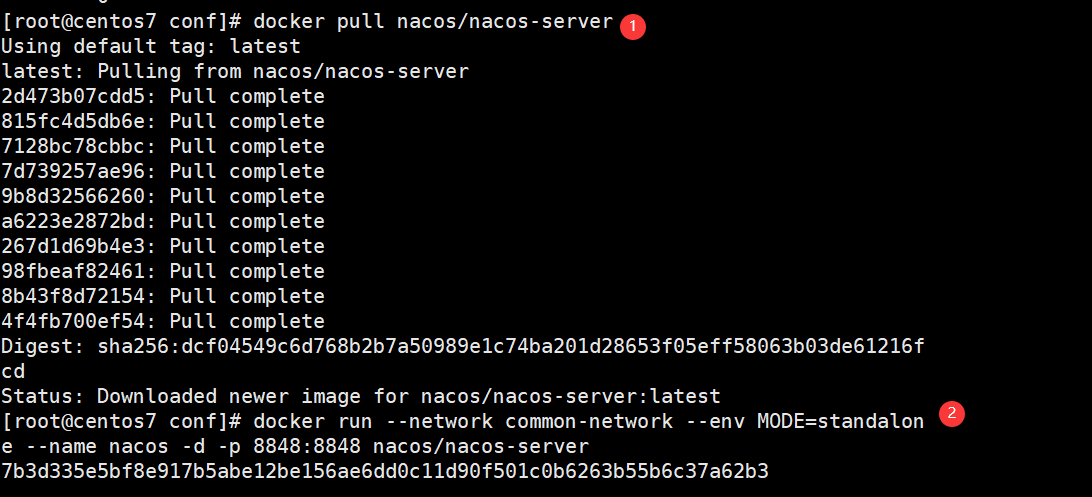 [root@centos7 conf]# docker pull nacos/nacos-server 1
Using default tag: latest
latest: Pulling from nacos/nacos-server
2d473b07cdd5: Pull complete
815fc4d5db6e: Pull complete
7128bc78cbbc: Pull complete
7d739257ae96: Pull complete
9b8d32566260: Pull complete
a6223e2872bd: Pull complete
267d1d69b4e3: Pull complete
98fbeaf82461: Pull complete
8b43f8d72154: Pull complete
4f4fb700ef54: Pull complete
Digest: sha256:dcf04549c6d768b2b7a50989e1c74ba201d28653f05eff58063b03de61216f
cd
Status: Downloaded newer image for nacos/nacos-server:latest
[root@centos7 conf]# docker run --network common-network --env MODE=standalon 2
e --name nacos -d -p 8848:8848 nacos/nacos-server
7b3d335e5bf8e917b5abe12be156ae6dd0c11d90f501c0b6263b55b6c37a62b3